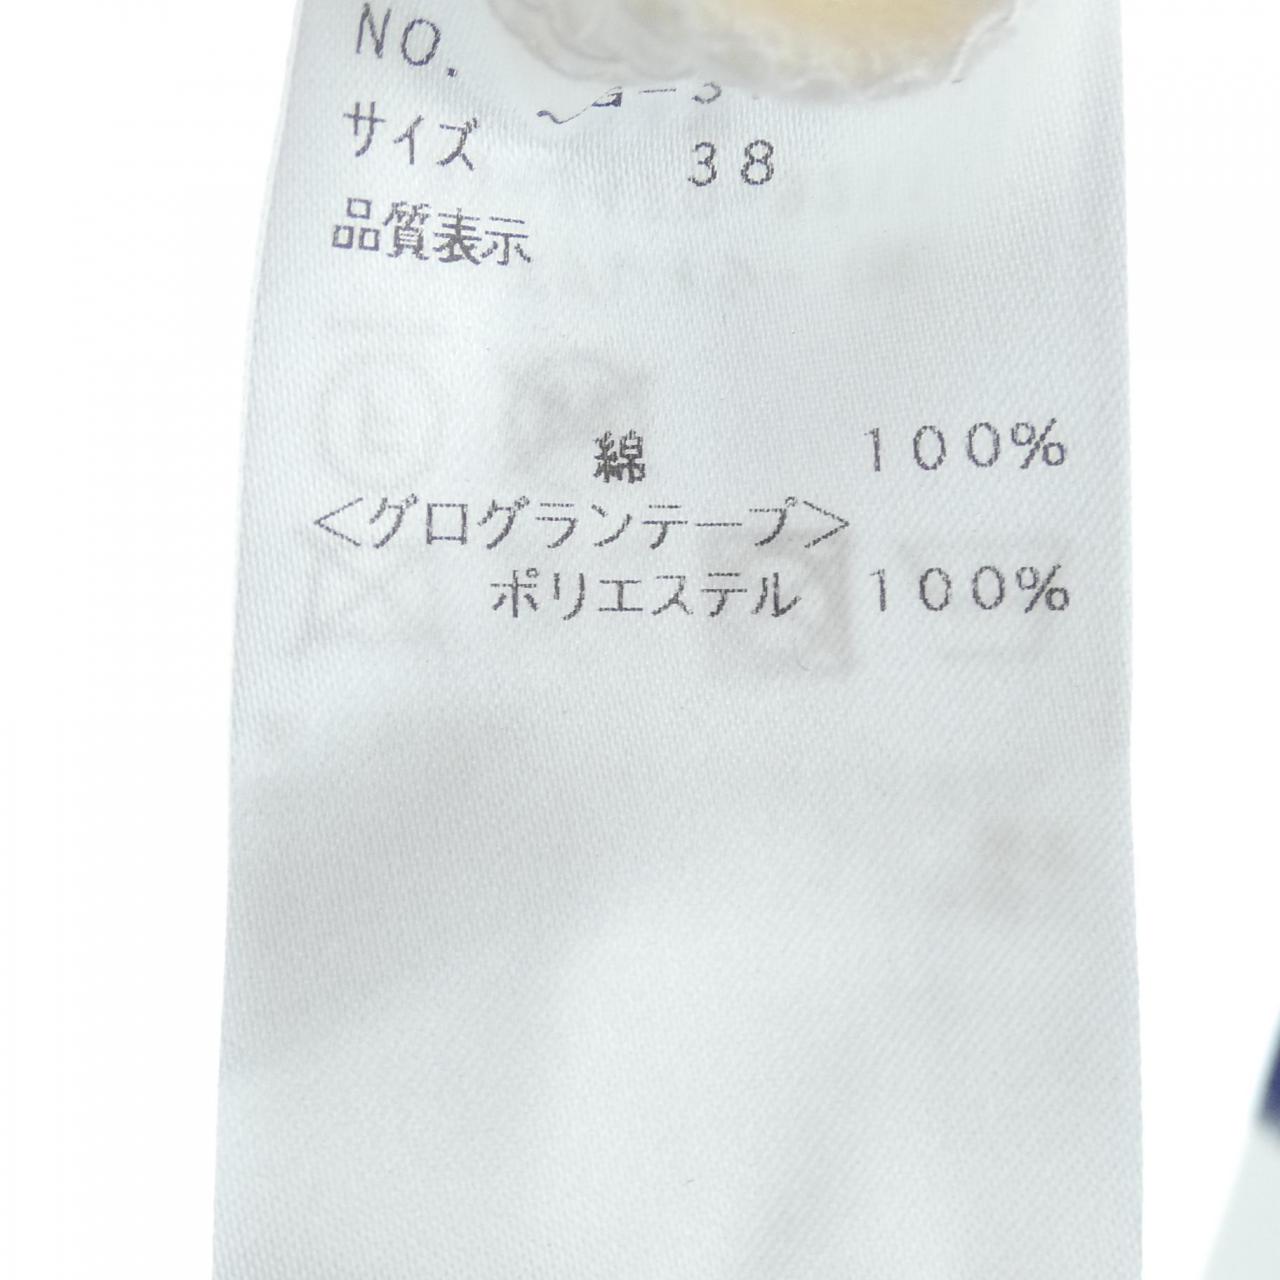 NO.
サイズ 38
品質表示
綿 100%
<グログランテープ>
ポリエステル 100%